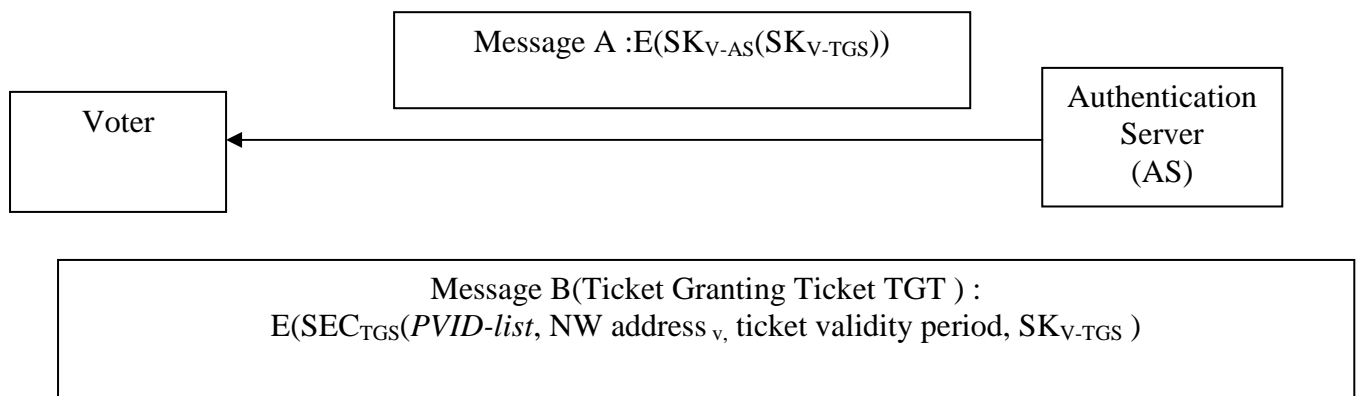 Message A :E(SKV-AS(SKV-TGS))
Voter
Authentication
Server
(AS)
Message B(Ticket Granting Ticket TGT ) :
E(SECTGS(PVID-list, NW address v, ticket validity period, SKV-TGS )